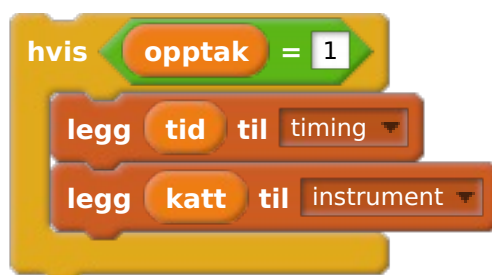 hvis opptak = 1
legg tid til timing
legg katt til instrument